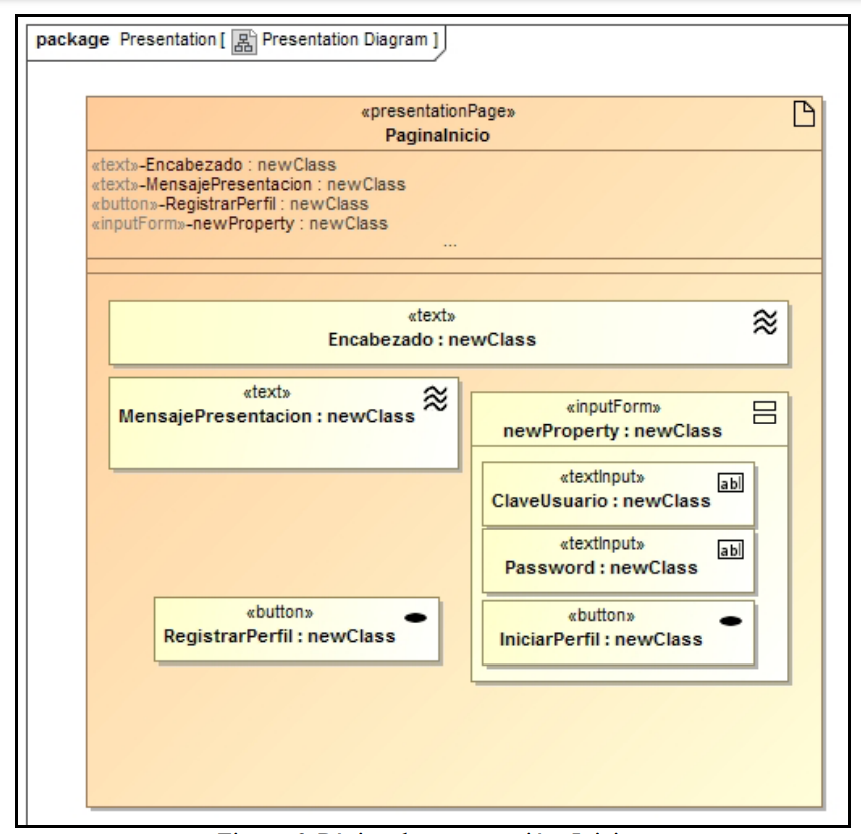 package Presentation [ Presentation Diagram ]
«presentationPage»
PaginaInicio
«text»-Encabezado : newClass
«text»-MensajePresentacion : newClass
«button»-RegistrarPerfil : newClass
«inputForm»-newProperty : newClass
...
«text»
Encabezado : newClass
«text»
MensajePresentacion : newClass
«inputForm»
newProperty : newClass
«textInput»
ClaveUsuario : newClass
abl
«textInput»
Password : newClass
abl
«button»
RegistrarPerfil : newClass
«button»
IniciarPerfil : newClass